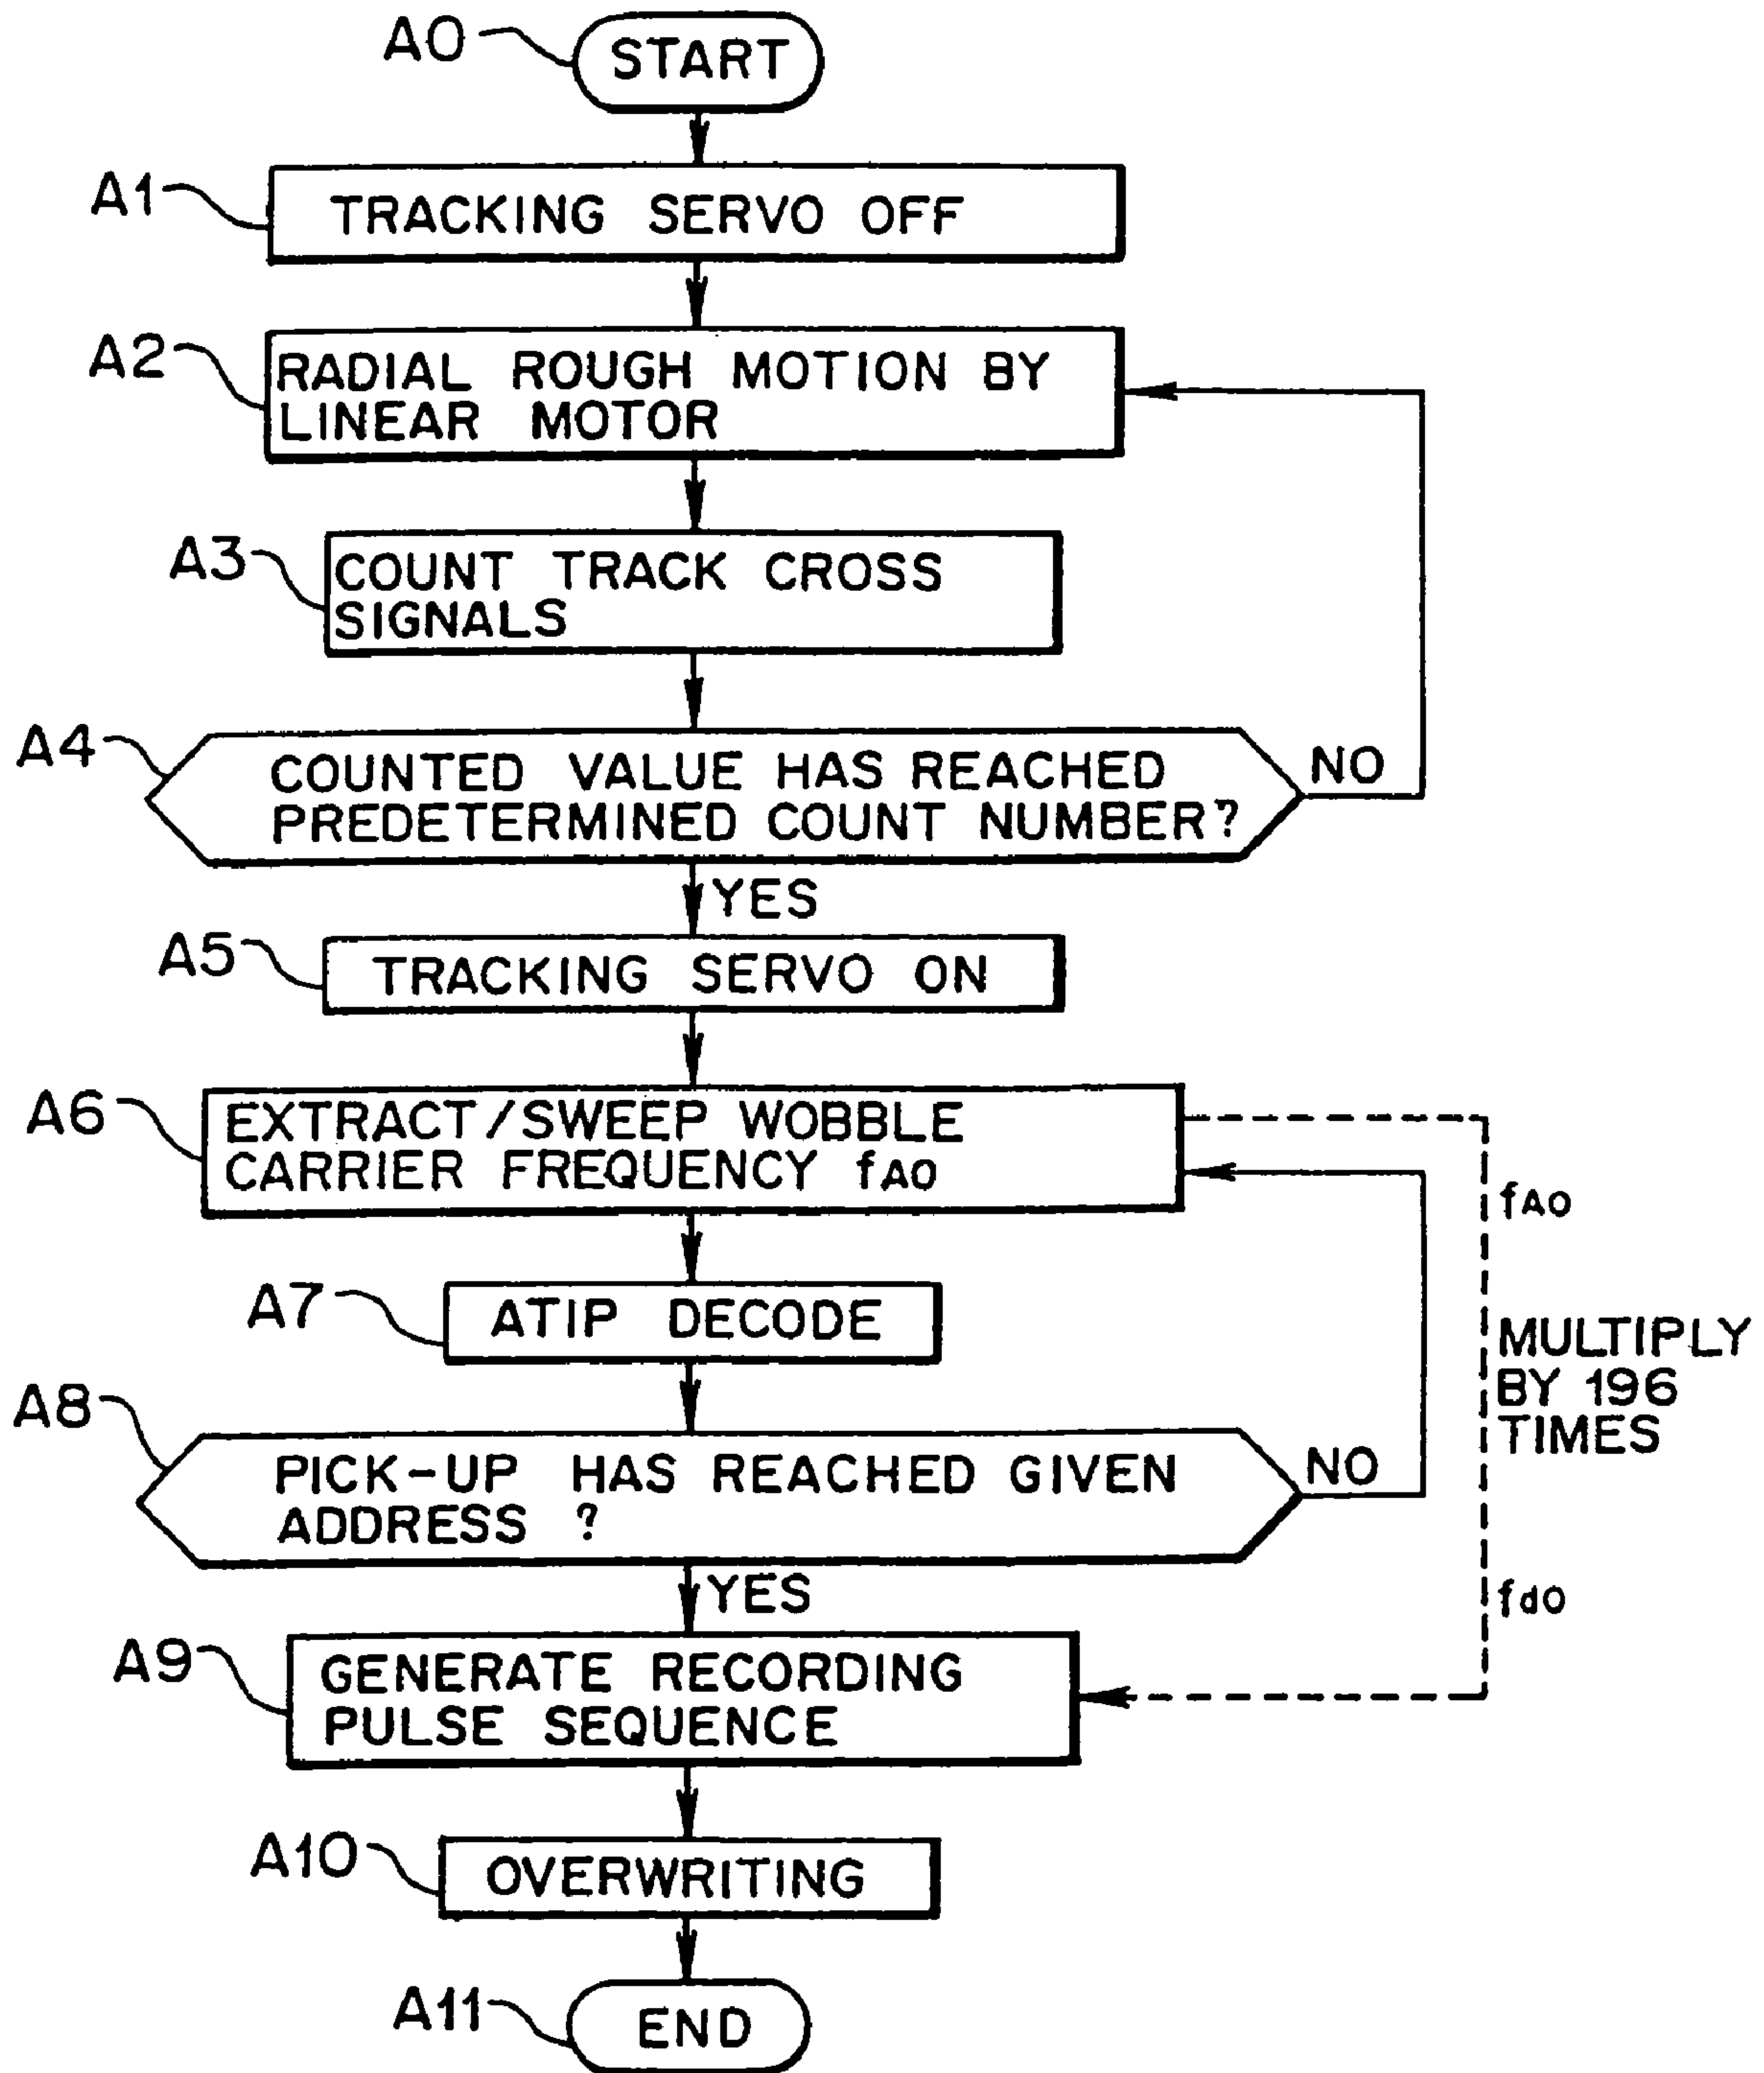 A0
START
A1
TRACKING SERVO OFF
A2
RADIAL ROUGH MOTION BY
LINEAR MOTOR
A3
COUNT TRACK CROSS
SIGNALS
A4
COUNTED VALUE HAS REACHED
PREDETERMINED COUNT NUMBER?
NO
YES
A5
TRACKING SERVO ON
A6
EXTRACT/SWEEP WOBBLE
CARRIER FREQUENCY fA0
fA0
A7
ATIP DECODE
MULTIPLY
BY 196
TIMES
A8
PICK-UP HAS REACHED GIVEN
ADDRESS ?
NO
YES
fd0
A9
GENERATE RECORDING
PULSE SEQUENCE
A10
OVERWRITING
A11
END